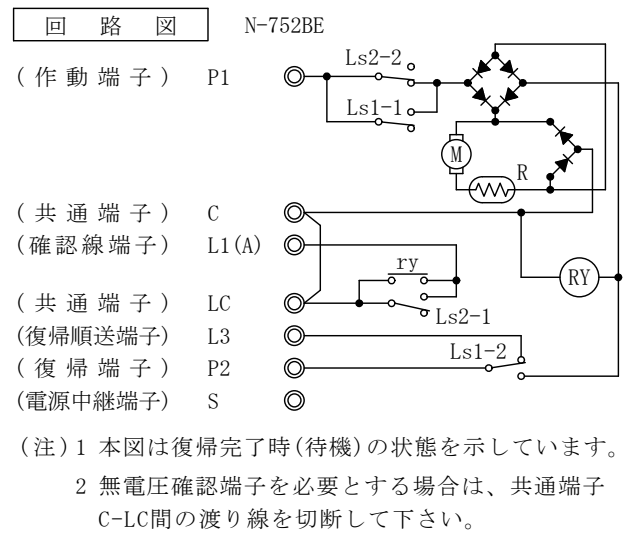 回路図 N-752BE
Ls2-2
(作動端子) P1
Ls1-1
M
R
(共通端子) C
(確認線端子) L1(A)
ry
RY
(共通端子) LC
Ls2-1
(復帰順送端子) L3
Ls1-2
(復帰端子) P2
(電源中継端子) S
(注)1 本図は復帰完了時(待機)の状態を示しています。
2 無電圧確認端子を必要とする場合は、共通端子
C-LC間の渡り線を切断して下さい。